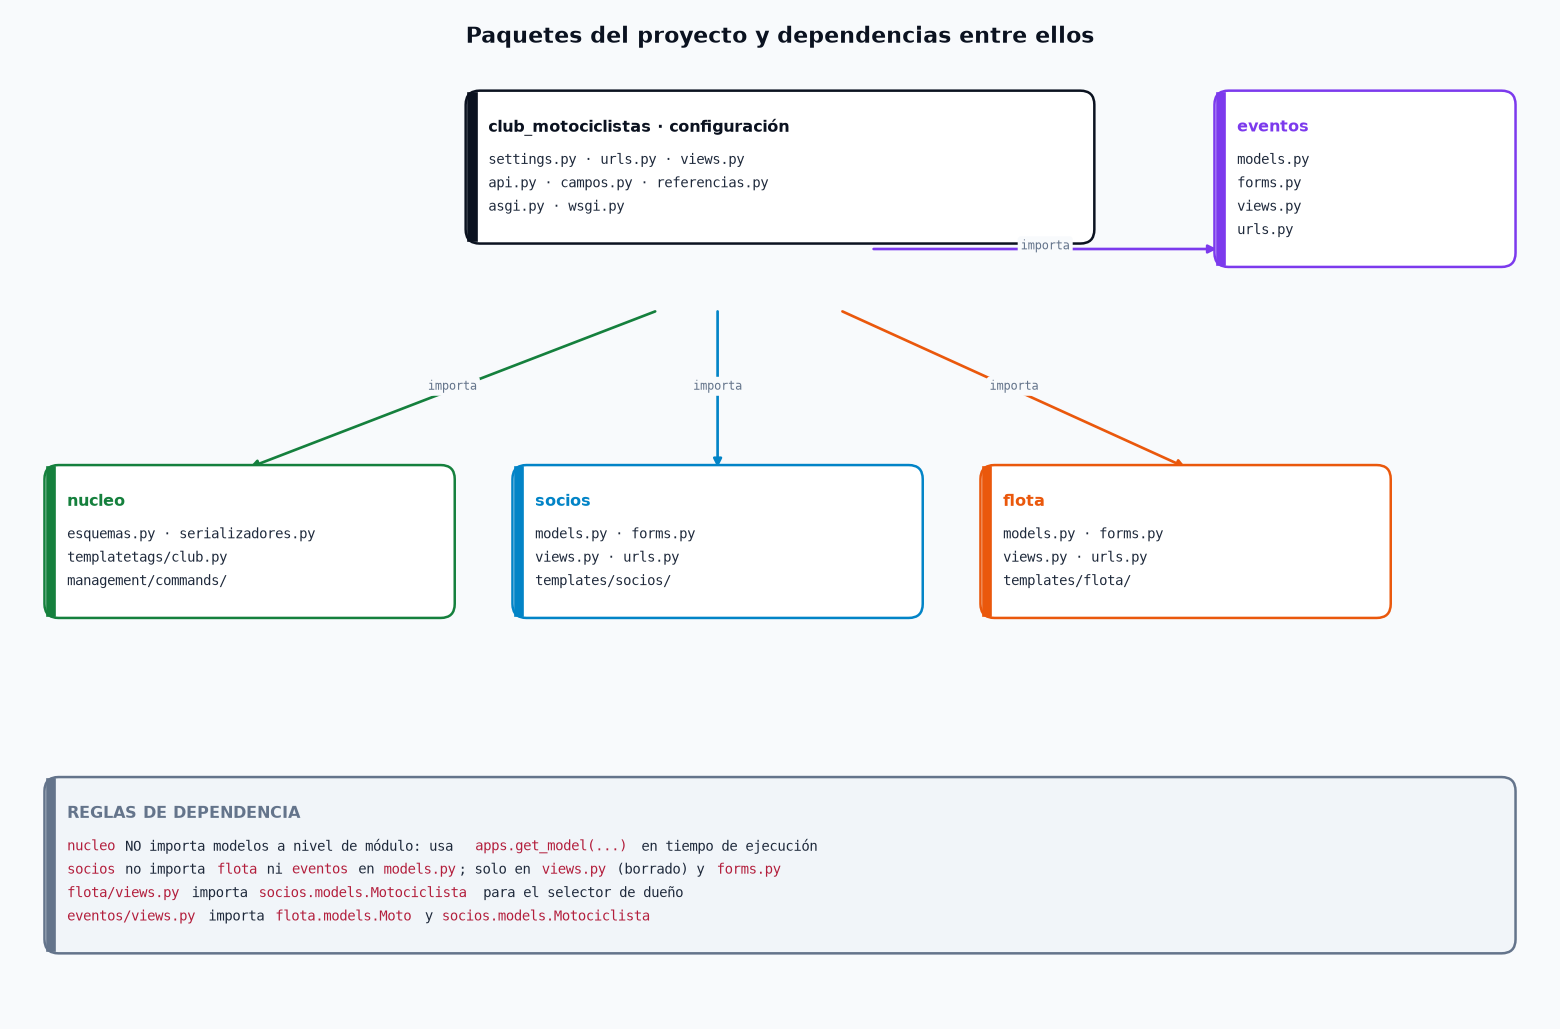 Paquetes del proyecto y dependencias entre ellos
club_motociclistas · configuración
settings.py · urls.py · views.py
api.py · campos.py · referencias.py
asgi.py · wsgi.py
eventos
models.py
forms.py
views.py
urls.py
importa
importa
importa
importa
nucleo
esquemas.py · serializadores.py
templatetags/club.py
management/commands/
socios
models.py · forms.py
views.py · urls.py
templates/socios/
flota
models.py · forms.py
views.py · urls.py
templates/flota/
REGLAS DE DEPENDENCIA
nucleo NO importa modelos a nivel de módulo: usa apps.get_model(...) en tiempo de ejecución
socios no importa flota ni eventos en models.py; solo en views.py (borrado) y forms.py
flota/views.py importa socios.models.Motociclista para el selector de dueño
eventos/views.py importa flota.models.Moto y socios.models.Motociclista